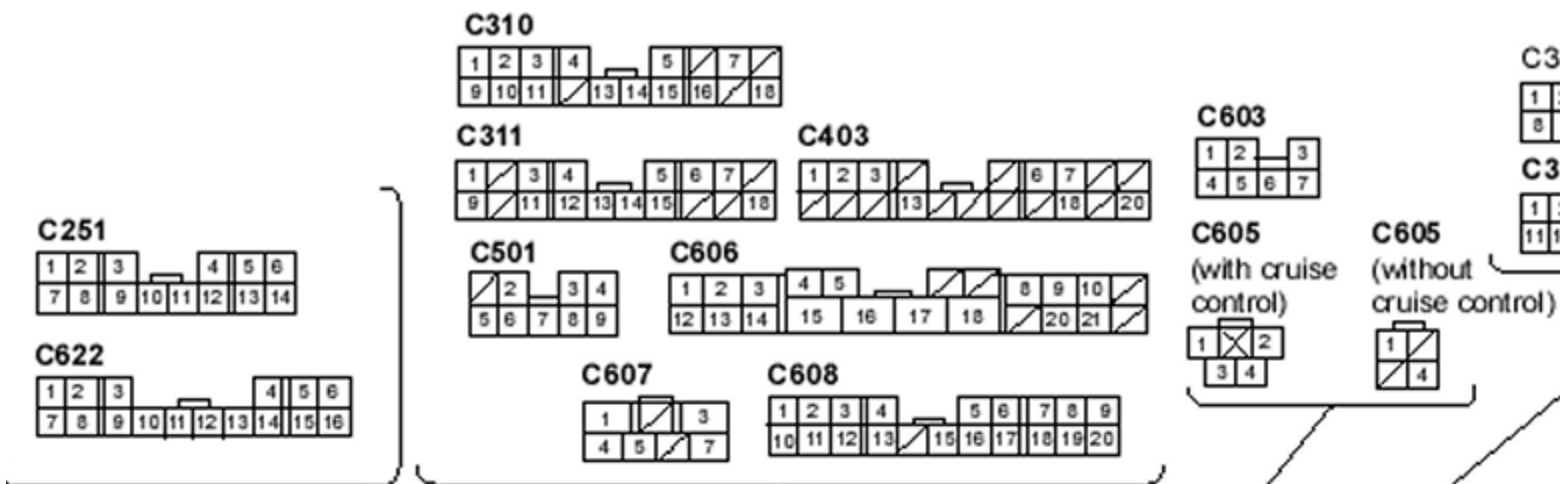 C310
1 2 3 4 5 7
9 10 11 13 14 15 16 18
C311
1 3 4 5 6 7
9 11 12 13 14 15 18
C403
1 2 3 6 7
13 18 20
C603
1 2 3
4 5 6 7
C3
1
8
C3
1
11
C251
1 2 3 4 5 6
7 8 9 10 11 12 13 14
C501
2 3 4
5 6 7 8 9
C606
1 2 3 4 5 8 9 10
12 13 14 15 16 17 18 20 21
C605
(with cruise
control)
1 2
3 4
C605
(without
cruise control)
1
4
C622
1 2 3 4 5 6
7 8 9 10 11 12 13 14 15 16
C607
1 3
4 5 7
C608
1 2 3 4 5 6 7 8 9
10 11 12 13 15 16 17 18 19 20